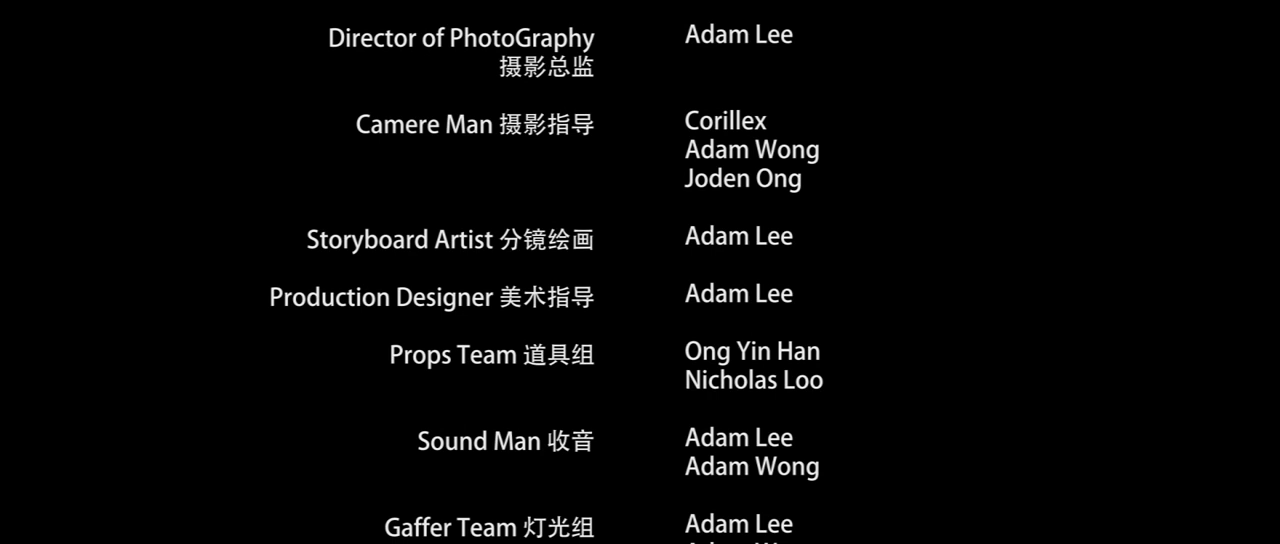 Director of PhotoGraphy Adam Lee
摄影总监
Camere Man 摄影指导 Corillex
Adam Wong
Joden Ong
Storyboard Artist 分镜绘画 Adam Lee
Production Designer 美术指导 Adam Lee
Props Team 道具组 Ong Yin Han
Nicholas Loo
Sound Man 收音 Adam Lee
Adam Wong
Gaffer Team 灯光组 Adam Lee